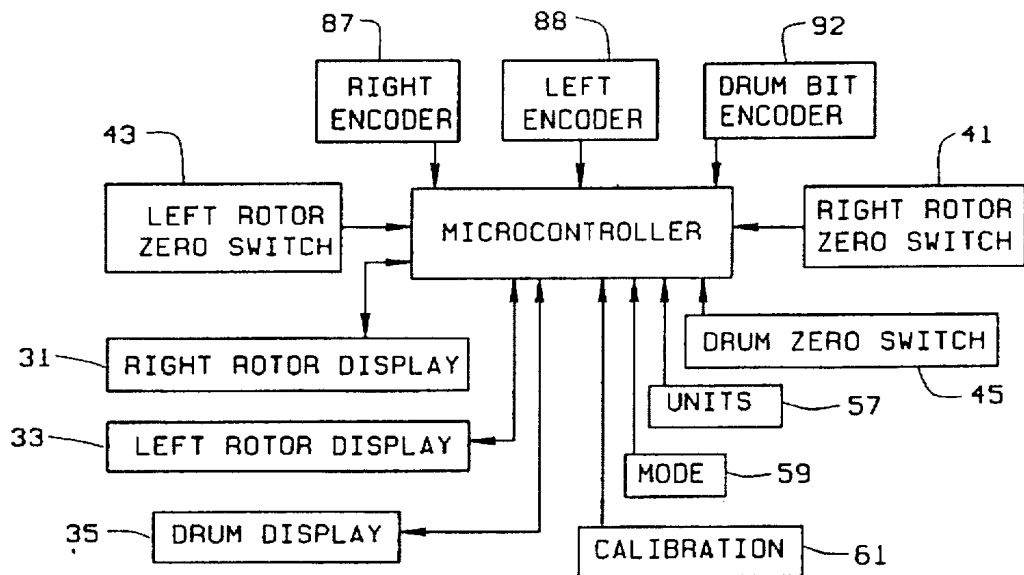 87
88
92
RIGHT
ENCODER
LEFT
ENCODER
DRUM BIT
ENCODER
43
41
LEFT ROTOR
ZERO SWITCH
MICROCONTROLLER
RIGHT ROTOR
ZERO SWITCH
31
RIGHT ROTOR DISPLAY
DRUM ZERO SWITCH
45
UNITS
57
33
LEFT ROTOR DISPLAY
MODE
59
35
DRUM DISPLAY
CALIBRATION
61